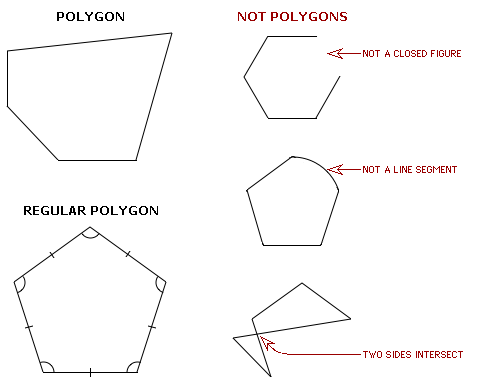 POLYGON
NOT POLYGONS
NOT A CLOSED FIGURE
NOT A LINE SEGMENT
REGULAR POLYGON
TWO SIDES INTERSECT